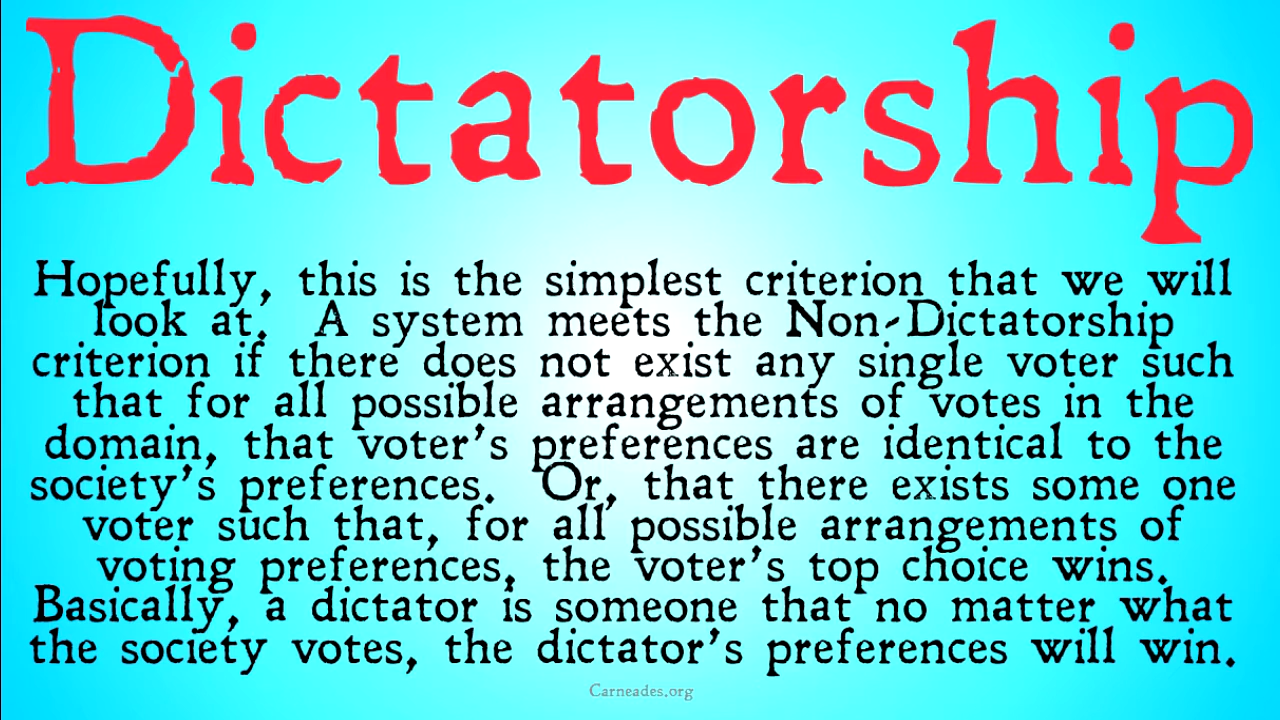 Dictatorship
Hopefully, this is the simplest criterion that we will
look at. A system meets the Non-Dictatorship
criterion if there does not exist any single voter such
that for all possible arrangements of votes in the
domain, that voter's preferences are identical to the
society's preferences. Or, that there exists some one
voter such that, for all possible arrangements of
voting preferences, the voter's top choice wins.
Basically, a dictator is someone that no matter what
the society votes, the dictator's preferences will win.
Carneades.org